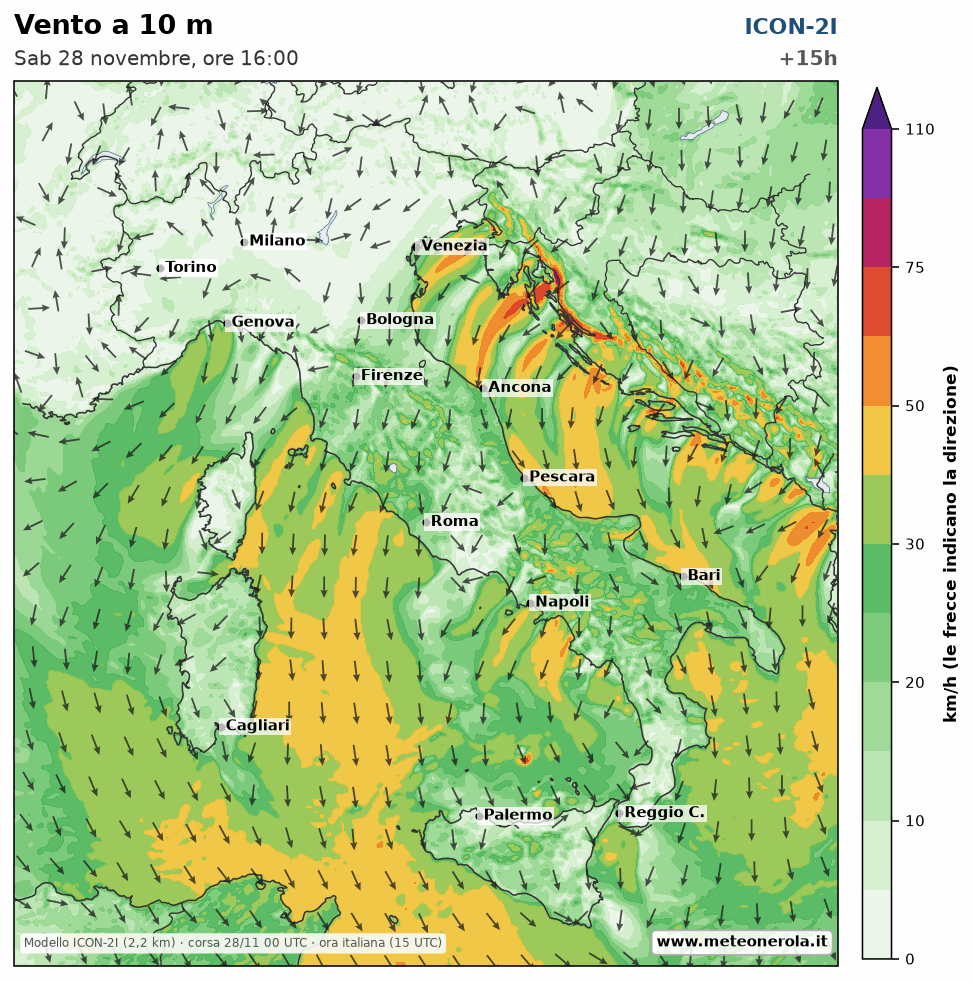 Vento a 10 m
ICON-2I
Sab 28 novembre, ore 16:00
+15h
110
75
50
30
20
10
0
km/h (le frecce indicano la direzione)
Venezia
Milano
Torino
Genova
Bologna
Firenze
Ancona
Pescara
Roma
Bari
Napoli
Cagliari
Palermo
Reggio C.
Modello ICON-2I (2,2 km) · corsa 28/11 00 UTC · ora italiana (15 UTC)
www.meteonerola.it